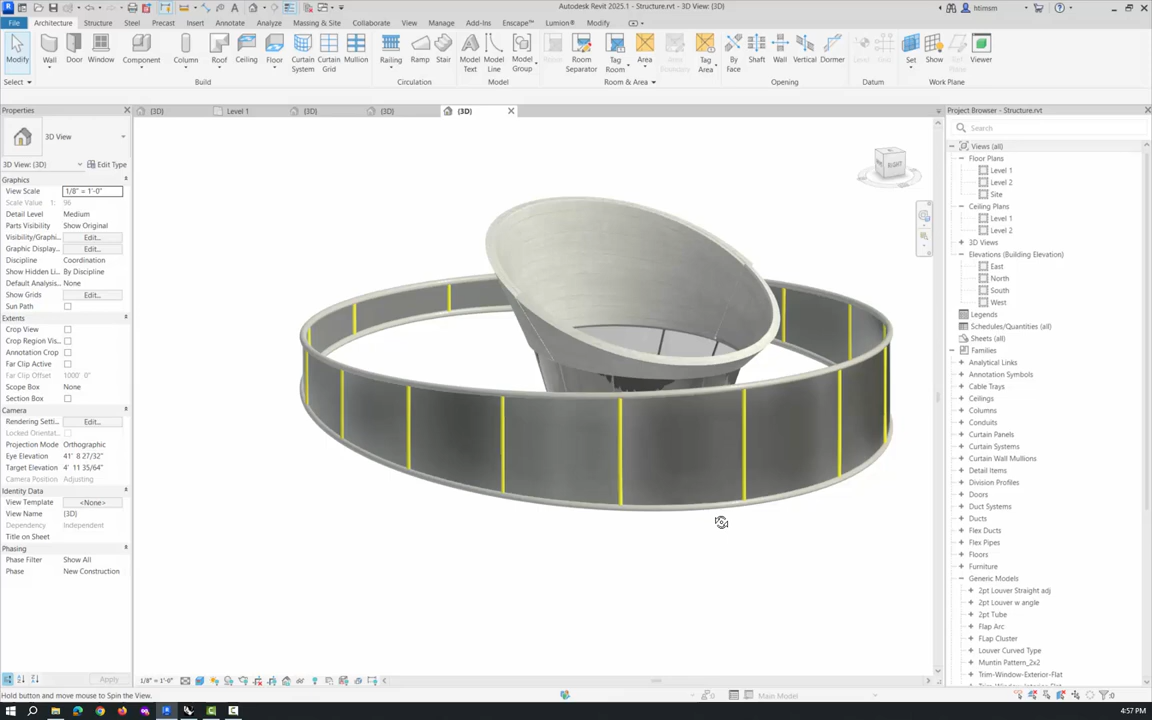 Autodesk Revit 2025.1 - Structure.rvt - 3D View: {3D}
htimsm
File
Architecture
Structure
Steel
Precast
Insert
Annotate
Analyze
Massing & Site
Collaborate
View
Manage
Add-Ins
Enscape™
Lumion®
Modify
Modify
Wall
Door
Window
Component
Column
Roof
Ceiling
Floor
Curtain System
Curtain Grid
Mullion
Railing
Ramp
Stair
Model Text
Model Line
Model Group
Room
Room Separator
Tag Room
Area
Area Boundary
Tag Area
By Face
Shaft
Wall
Vertical
Dormer
Level
Grid
Set
Show
Viewer
Select
Build
Circulation
Model
Room & Area
Opening
Datum
Work Plane
Properties
{3D}
Level 1
{3D}
{3D}
{3D}
Project Browser - Structure.rvt
3D View
3D View: {3D}
Edit Type
Graphics
View Scale 1/8" = 1'-0"
Scale Value 1: 96
Detail Level Medium
Parts Visibility Show Original
Visibility/Graphi... Edit...
Graphic Display... Edit...
Discipline Coordination
Show Hidden Li... By Discipline
Default Analysis... None
Show Grids Edit...
Sun Path
Extents
Crop View
Crop Region Vis...
Annotation Crop
Far Clip Active
Far Clip Offset 1000' 0"
Scope Box None
Section Box
Camera
Rendering Setti... Edit...
Locked Orientat...
Projection Mode Orthographic
Eye Elevation 41' 8 27/32"
Target Elevation 4' 11 35/64"
Camera Position Adjusting
Identity Data
View Template <None>
View Name {3D}
Dependency Independent
Title on Sheet
Phasing
Phase Filter Show All
Phase New Construction
Apply
RIGHT
Search
Views (all)
Floor Plans
Level 1
Level 2
Site
Ceiling Plans
Level 1
Level 2
3D Views
Elevations (Building Elevation)
East
North
South
West
Legends
Schedules/Quantities (all)
Sheets (all)
Families
Analytical Links
Annotation Symbols
Cable Trays
Ceilings
Columns
Conduits
Curtain Panels
Curtain Systems
Curtain Wall Mullions
Detail Items
Division Profiles
Doors
Duct Systems
Ducts
Flex Ducts
Flex Pipes
Floors
Furniture
Generic Models
2pt Louver Straight adj
2pt Louver w angle
2pt Tube
Flap Arc
FLap Cluster
Louver Curved Type
Muntin Pattern_2x2
Trim-Window-Exterior-Flat
1/8" = 1'-0"
Hold button and move mouse to Spin the View.
:0
Main Model
:0
4:57 PM